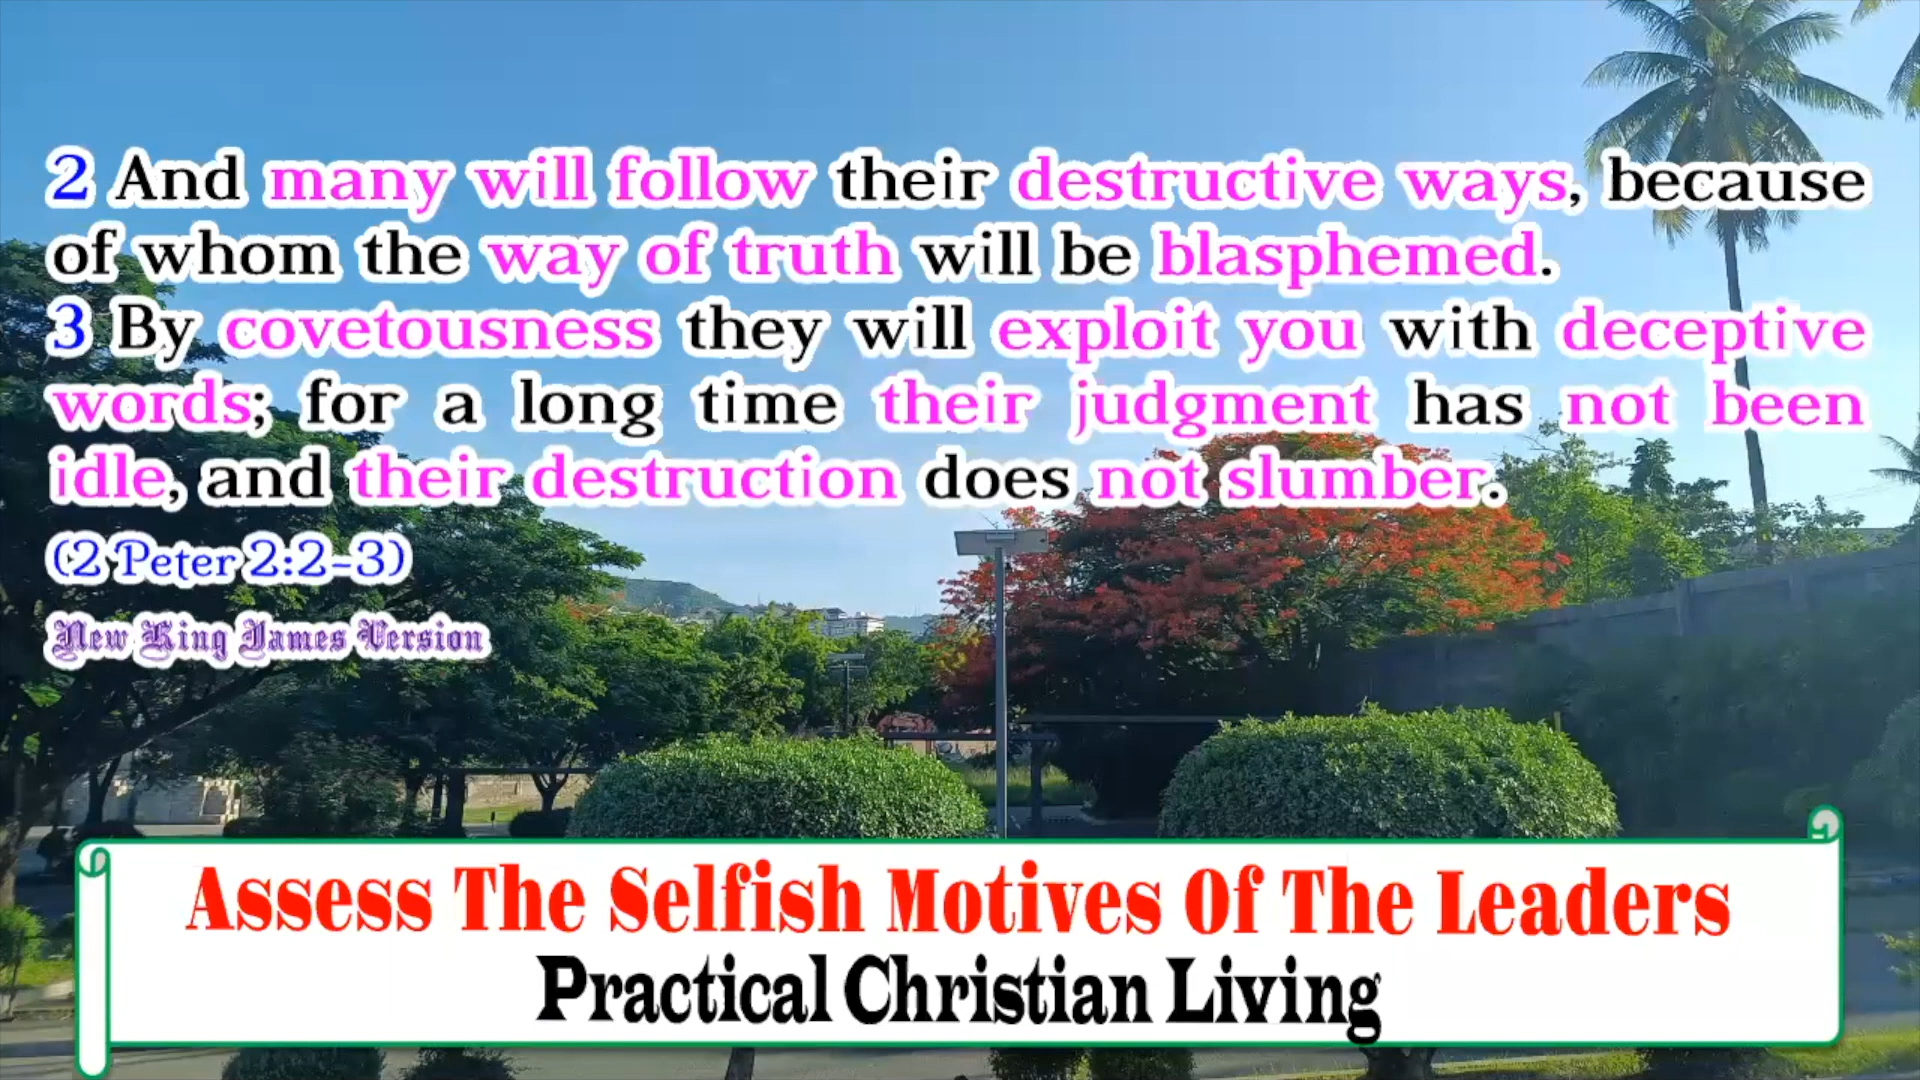 2 And many will follow their destructive ways, because
of whom the way of truth will be blasphemed.
3 By covetousness they will exploit you with deceptive
words; for a long time their judgment has not been
idle, and their destruction does not slumber.
(2 Peter 2:2-3)
New King James Version
Assess The Selfish Motives Of The Leaders
Practical Christian Living